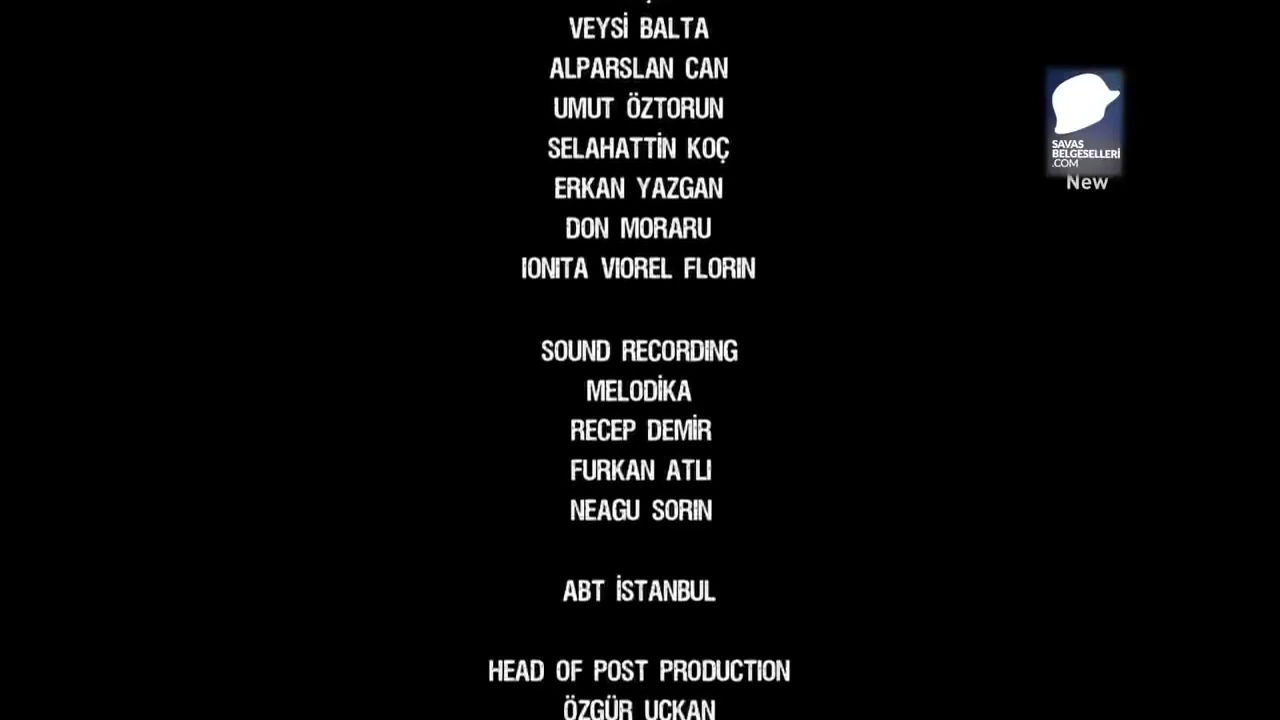 VEYSİ BALTA
ALPARSLAN CAN
UMUT ÖZTORUN
SELAHATTİN KOÇ
ERKAN YAZGAN
DON MORARU
IONITA VIOREL FLORIN
SOUND RECORDING
MELODİKA
RECEP DEMİR
FURKAN ATLI
NEAGU SORIN
ABT İSTANBUL
HEAD OF POST PRODUCTION
ÖZGÜR UÇKAN
SAVAS
BELGESELLERİ
.COM
New